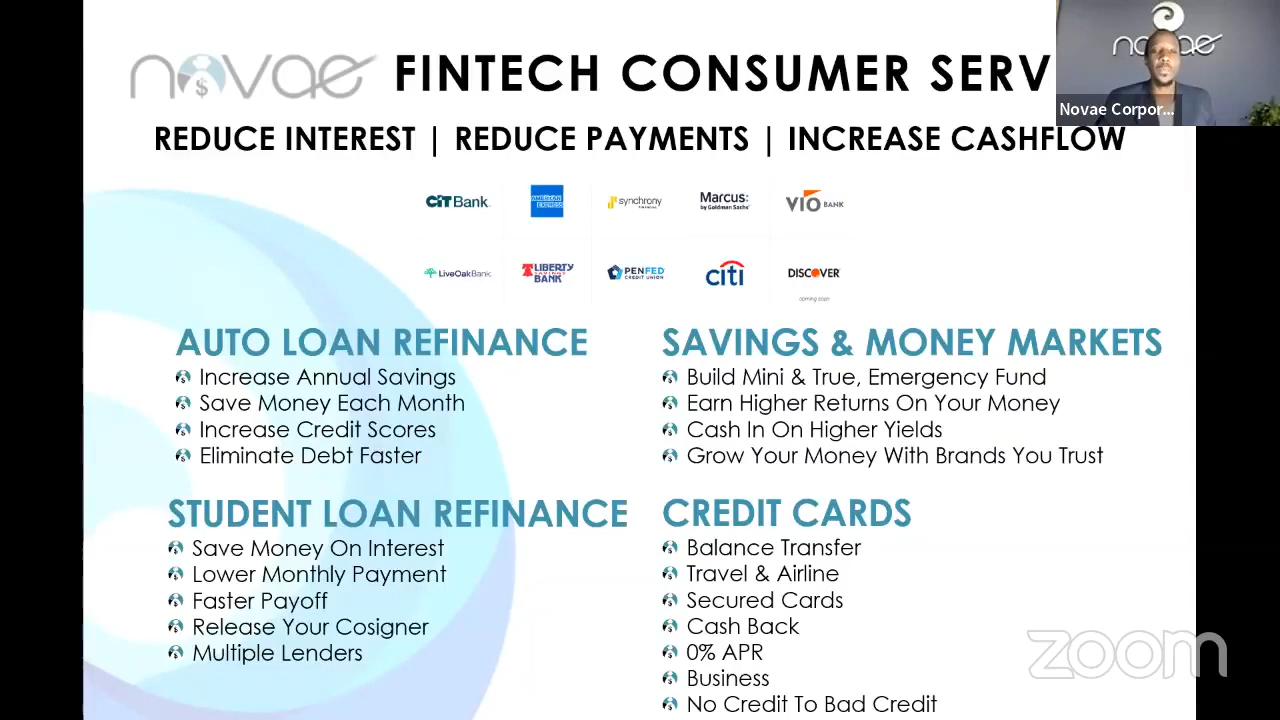 novae FINTECH CONSUMER SERV
novae
Novae Corpor...
REDUCE INTEREST | REDUCE PAYMENTS | INCREASE CASHFLOW
CIT Bank AMERICAN EXPRESS synchrony FINANCIAL Marcus: by Goldman Sachs VIO BANK
LiveOakBank LIBERTY SAVINGS BANK PENFED CREDIT UNION citi DISCOVER
coming soon
AUTO LOAN REFINANCE
Increase Annual Savings
Save Money Each Month
Increase Credit Scores
Eliminate Debt Faster
SAVINGS & MONEY MARKETS
Build Mini & True, Emergency Fund
Earn Higher Returns On Your Money
Cash In On Higher Yields
Grow Your Money With Brands You Trust
STUDENT LOAN REFINANCE
Save Money On Interest
Lower Monthly Payment
Faster Payoff
Release Your Cosigner
Multiple Lenders
CREDIT CARDS
Balance Transfer
Travel & Airline
Secured Cards
Cash Back
0% APR
Business
No Credit To Bad Credit
zoom